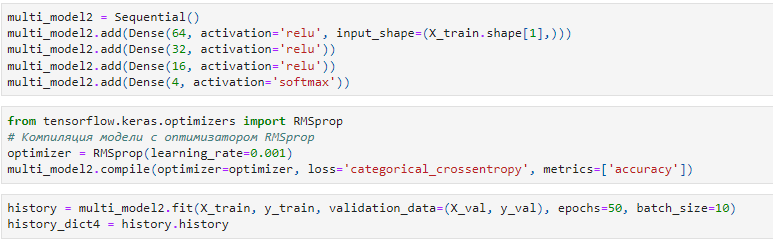 multi_model2 = Sequential()
multi_model2.add(Dense(64, activation='relu', input_shape=(X_train.shape[1],)))
multi_model2.add(Dense(32, activation='relu'))
multi_model2.add(Dense(16, activation='relu'))
multi_model2.add(Dense(4, activation='softmax'))
from tensorflow.keras.optimizers import RMSprop
# Компиляция модели с оптимизатором RMSprop
optimizer = RMSprop(learning_rate=0.001)
multi_model2.compile(optimizer=optimizer, loss='categorical_crossentropy', metrics=['accuracy'])
history = multi_model2.fit(X_train, y_train, validation_data=(X_val, y_val), epochs=50, batch_size=10)
history_dict4 = history.history